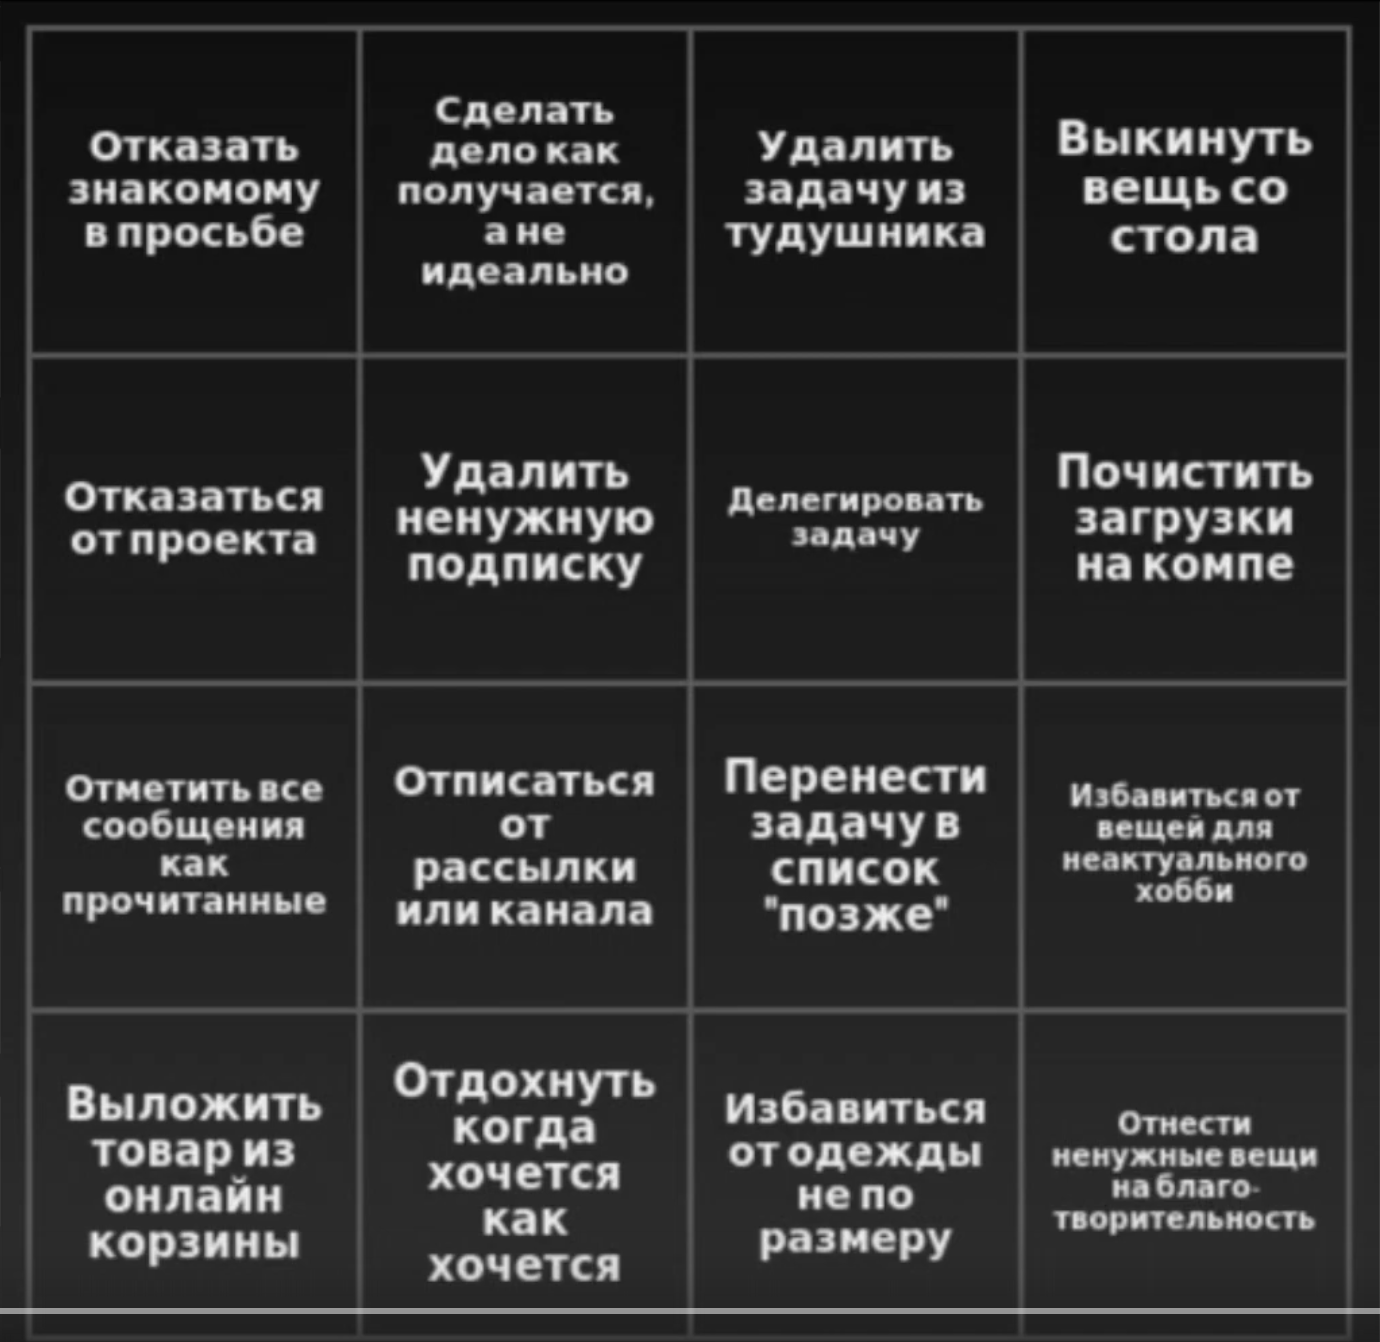 Отказать
знакомому
в просьбе
Сделать
дело как
получается,
а не
идеально
Удалить
задачу из
тудушника
Выкинуть
вещь со
стола
Отказаться
от проекта
Удалить
ненужную
подписку
Делегировать
задачу
Почистить
загрузки
на компе
Отметить все
сообщения
как
прочитанные
Отписаться
от
рассылки
или канала
Перенести
задачу в
список
"позже"
Избавиться от
вещей для
неактуального
хобби
Выложить
товар из
онлайн
корзины
Отдохнуть
когда
хочется
как
хочется
Избавиться
от одежды
не по
размеру
Отнести
ненужные вещи
на благо-
творительность